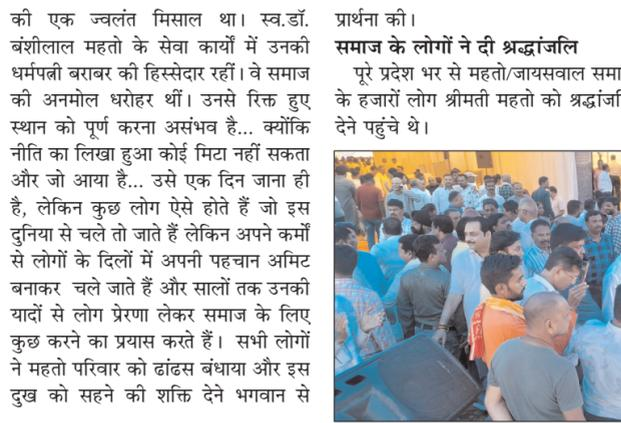 की एक ज्वलंत मिसाल था। स्व.डॉ.
बंशीलाल महतो के सेवा कार्यों में उनकी
धर्मपत्नी बराबर की हिस्सेदार रहीं। वे समाज
की अनमोल धरोहर थीं। उनसे रिक्त हुए
स्थान को पूर्ण करना असंभव है... क्योंकि
नीति का लिखा हुआ कोई मिटा नहीं सकता
और जो आया है... उसे एक दिन जाना ही
है, लेकिन कुछ लोग ऐसे होते हैं जो इस
दुनिया से चले तो जाते हैं लेकिन अपने कर्मों
से लोगों के दिलों में अपनी पहचान अमिट
बनाकर चले जाते हैं और सालों तक उनकी
यादों से लोग प्रेरणा लेकर समाज के लिए
कुछ करने का प्रयास करते हैं। सभी लोगों
ने महतो परिवार को ढांढस बंधाया और इस
दुख को सहने की शक्ति देने भगवान से
प्रार्थना की।
समाज के लोगों ने दी श्रद्धांजलि
पूरे प्रदेश भर से महतो/जायसवाल समा
के हजारों लोग श्रीमती महतो को श्रद्धांजलि
देने पहुंचे थे।